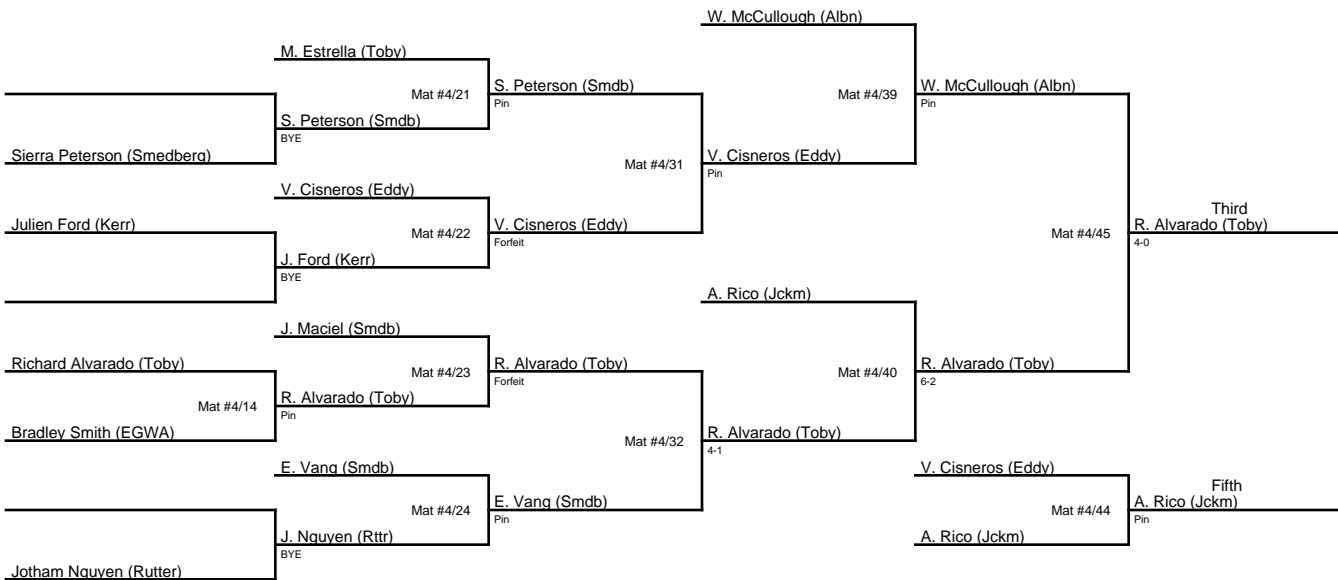 W. McCullough (Albn)
M. Estrella (Toby)
Mat #4/21
S. Peterson (Smdb)
Pin
Mat #4/39
W. McCullough (Albn)
Pin
S. Peterson (Smdb)
BYE
Sierra Peterson (Smedberg)
Mat #4/31
V. Cisneros (Eddy)
Pin
V. Cisneros (Eddy)
Julien Ford (Kerr)
Mat #4/22
V. Cisneros (Eddy)
Forfeit
Mat #4/45
Third
R. Alvarado (Toby)
4-0
J. Ford (Kerr)
BYE
A. Rico (Jckm)
J. Maciel (Smdb)
Richard Alvarado (Toby)
Mat #4/23
R. Alvarado (Toby)
Forfeit
Mat #4/40
R. Alvarado (Toby)
6-2
Mat #4/14
R. Alvarado (Toby)
Pin
Bradley Smith (EGWA)
Mat #4/32
R. Alvarado (Toby)
4-1
E. Vang (Smdb)
V. Cisneros (Eddy)
Mat #4/24
E. Vang (Smdb)
Pin
Mat #4/44
Fifth
A. Rico (Jckm)
Pin
J. Nguyen (Rttr)
BYE
A. Rico (Jckm)
Jotham Nguyen (Rutter)